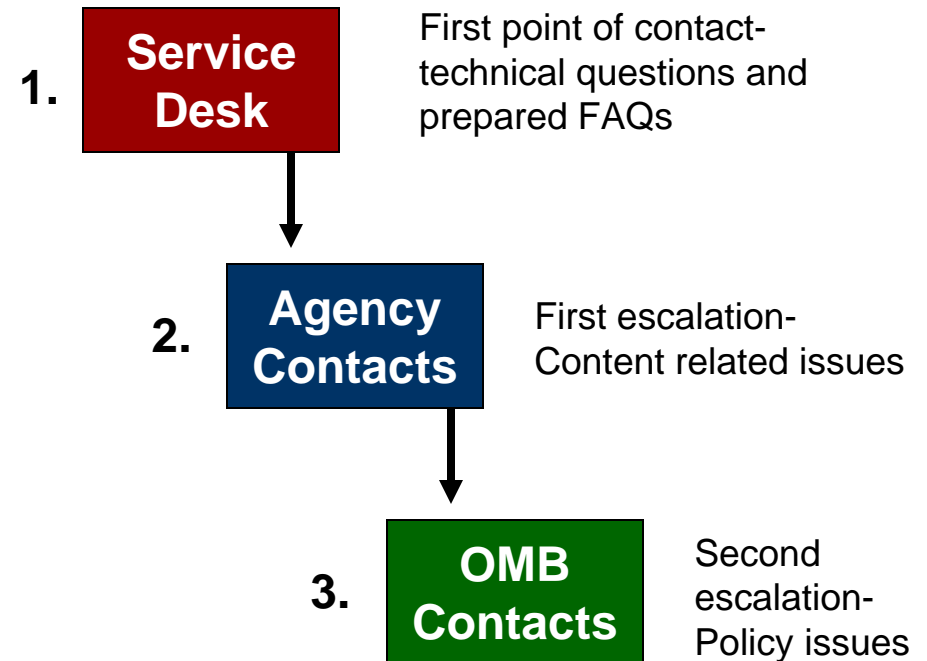 1.
Service
Desk
First point of contact-
technical questions and
prepared FAQs
2.
Agency
Contacts
First escalation-
Content related issues
3.
OMB
Contacts
Second
escalation-
Policy issues